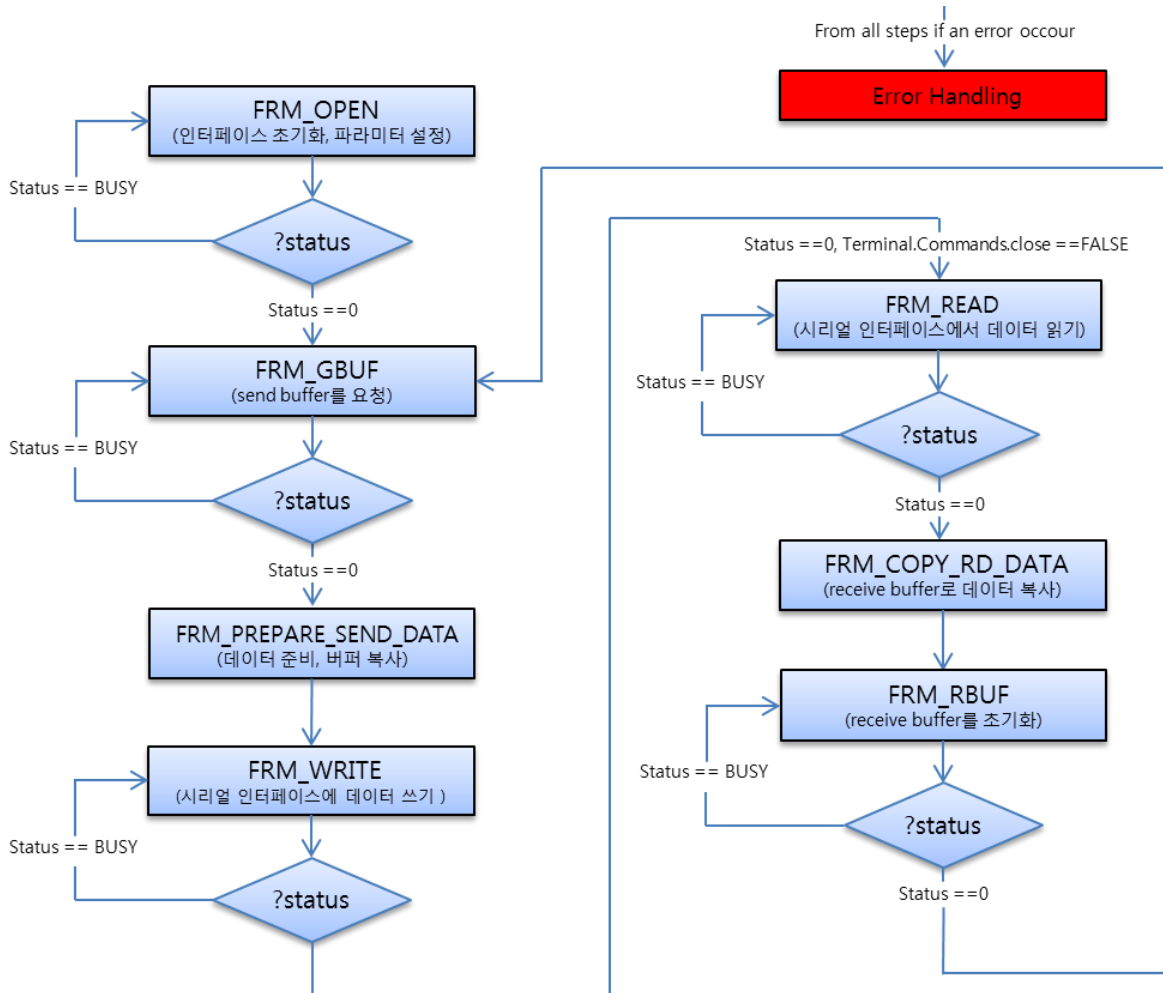 From all steps if an error occour
Error Handling
FRM_OPEN
(인터페이스 초기화, 파라미터 설정)
Status == BUSY
?status
Status ==0
FRM_GBUF
(send buffer를 요청)
Status == BUSY
?status
Status ==0
FRM_PREPARE_SEND_DATA
(데이터 준비, 버퍼 복사)
FRM_WRITE
(시리얼 인터페이스에 데이터 쓰기 )
Status == BUSY
?status
Status ==0, Terminal.Commands.close ==FALSE
FRM_READ
(시리얼 인터페이스에서 데이터 읽기)
Status == BUSY
?status
Status ==0
FRM_COPY_RD_DATA
(receive buffer로 데이터 복사)
FRM_RBUF
(receive buffer를 초기화)
Status == BUSY
?status
Status ==0